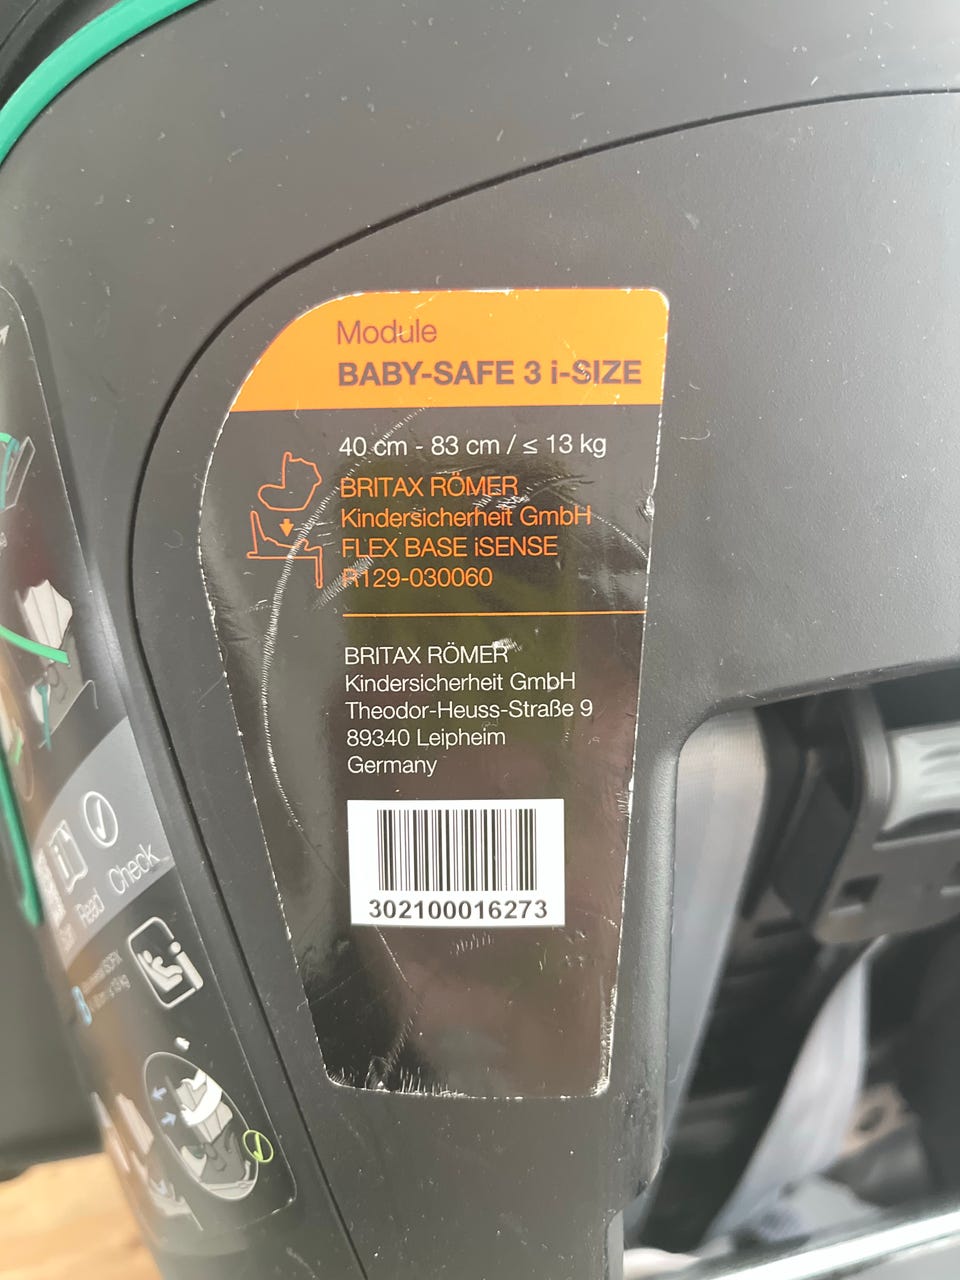 Module
BABY-SAFE 3 i-SIZE
40 cm - 83 cm / ≤ 13 kg
BRITAX RÖMER
Kindersicherheit GmbH
FLEX BASE iSENSE
R129-030060
BRITAX RÖMER
Kindersicherheit GmbH
Theodor-Heuss-Straße 9
89340 Leipheim
Germany
302100016273
Read
Check